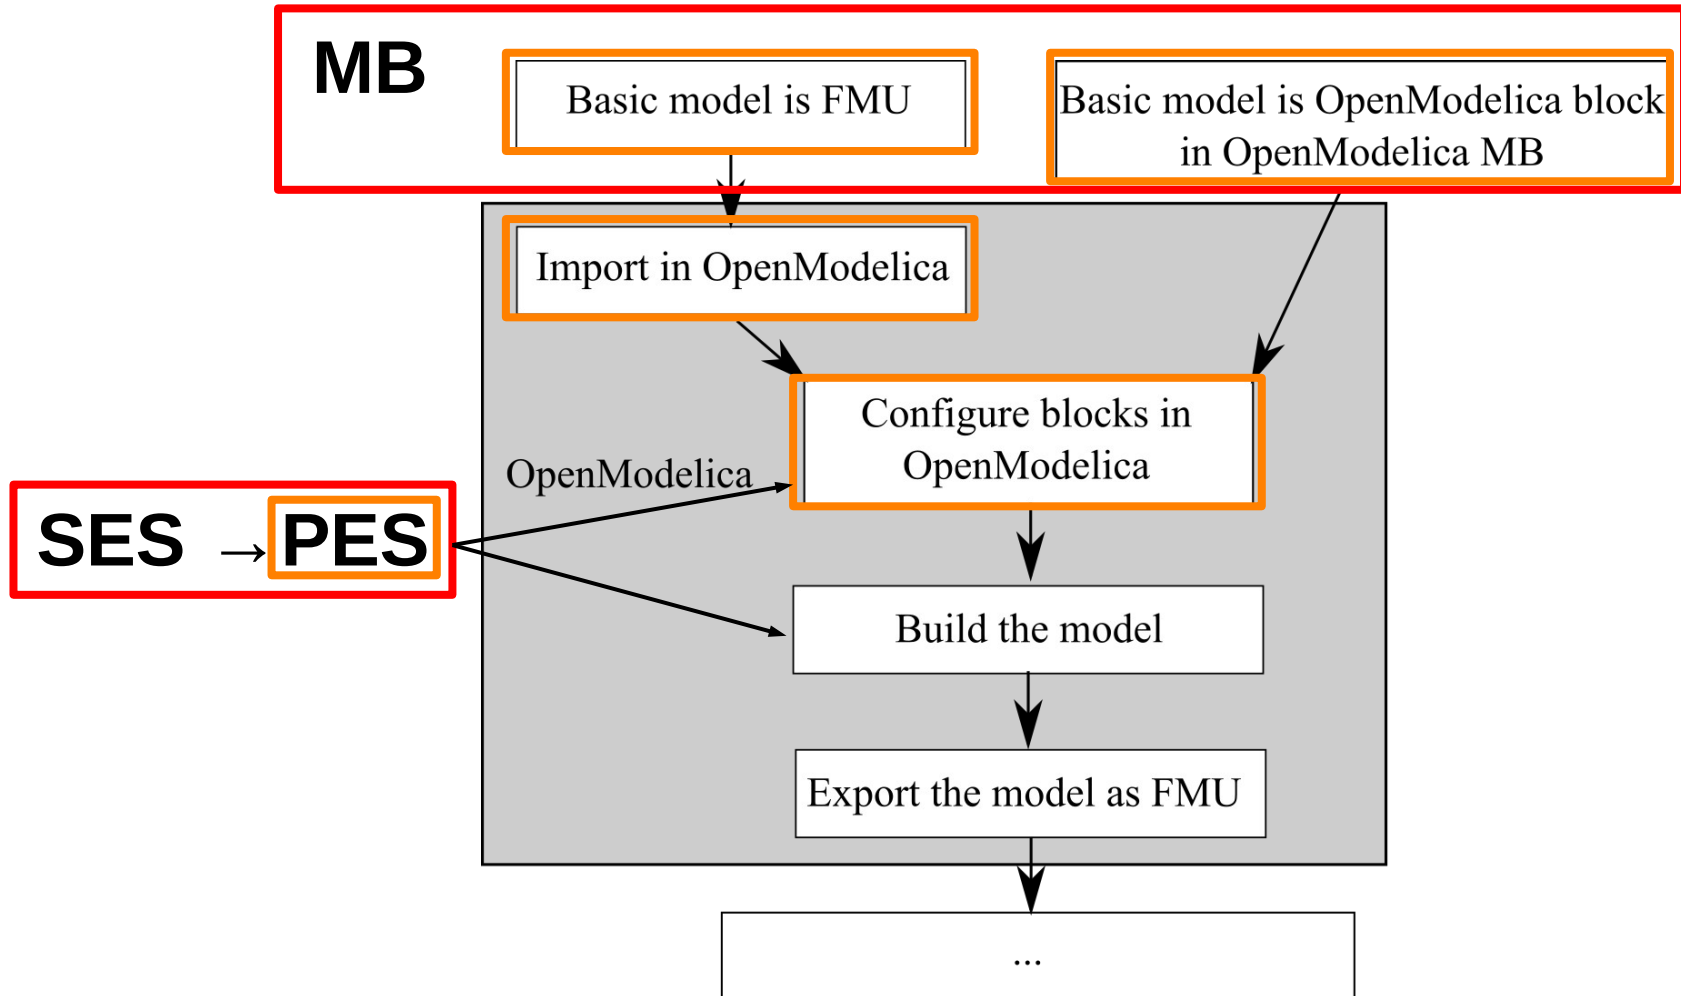 MB
Basic model is FMU
Basic model is OpenModelica block
in OpenModelica MB
Import in OpenModelica
Configure blocks in
OpenModelica
OpenModelica
SES → PES
Build the model
Export the model as FMU
...